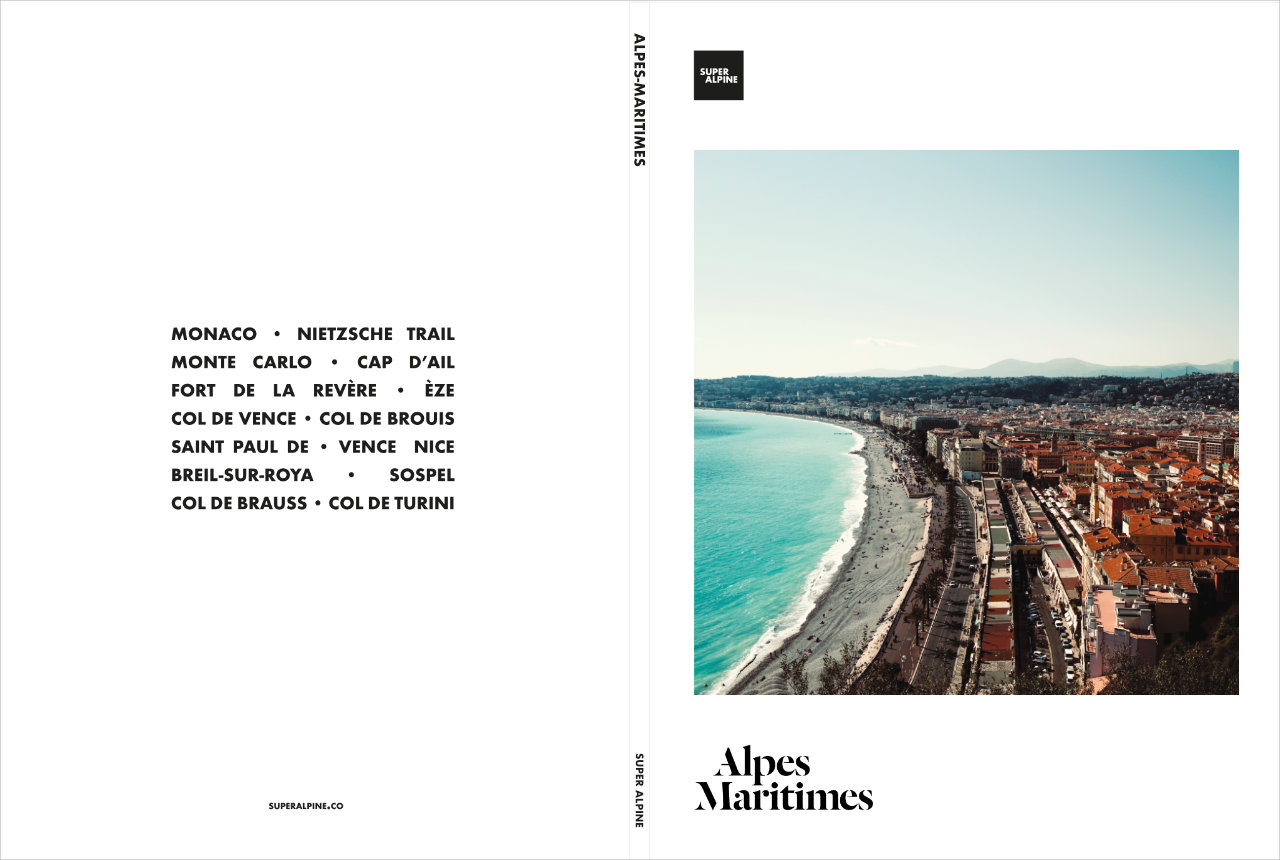 MONACO • NIETZSCHE TRAIL
MONTE CARLO • CAP D’AIL
FORT DE LA REVÈRE • ÈZE
COL DE VENCE • COL DE BROUIS
SAINT PAUL DE • VENCE NICE
BREIL-SUR-ROYA • SOSPEL
COL DE BRAUSS • COL DE TURINI
SUPERALPINE.CO
ALPES-MARITIMES
SUPER ALPINE
SUPER
ALPINE
Alpes
Maritimes